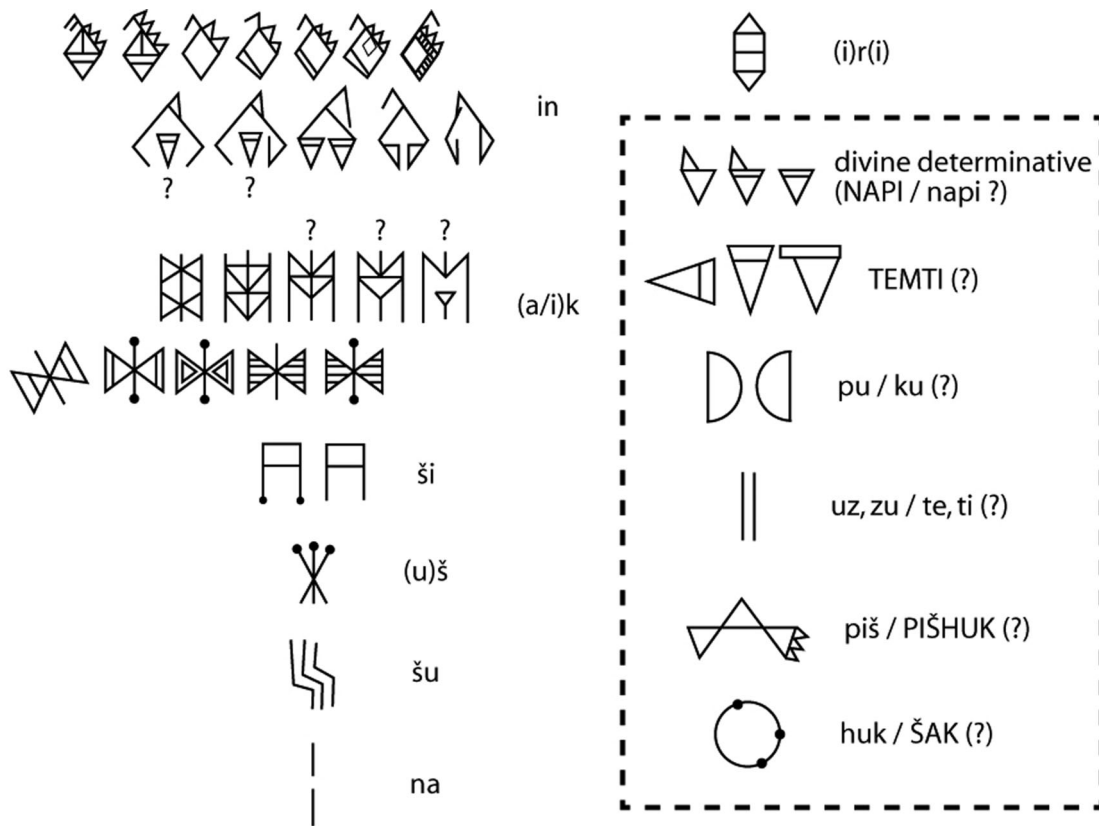 in
? ?
? ? ?
(a/i)k
ši
(u)š
šu
na
(i)r(i)
divine determinative
(NAPI / napi ?)
TEMTI (?)
pu / ku (?)
uz, zu / te, ti (?)
piš / PIŠHUK (?)
huk / ŠAK (?)